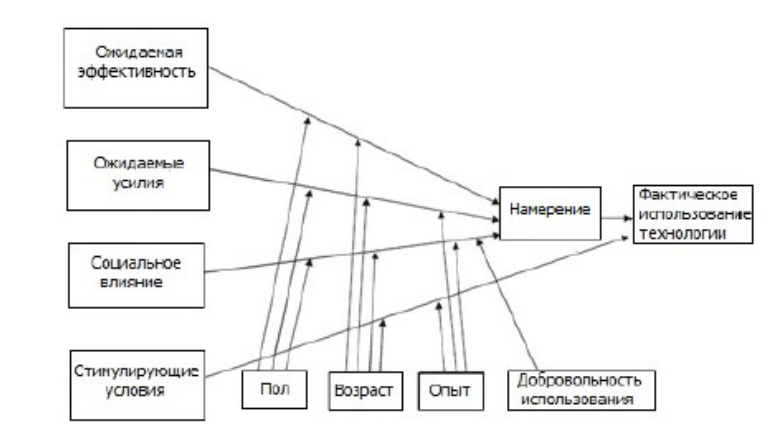 Ожидаемая
эффективность
Ожидаемые
усилия
Социальное
влияние
Стимулирующие
условия
Намерение
Фактическое
использование
технологии
Пол
Возраст
Опыт
Добровольность
использования